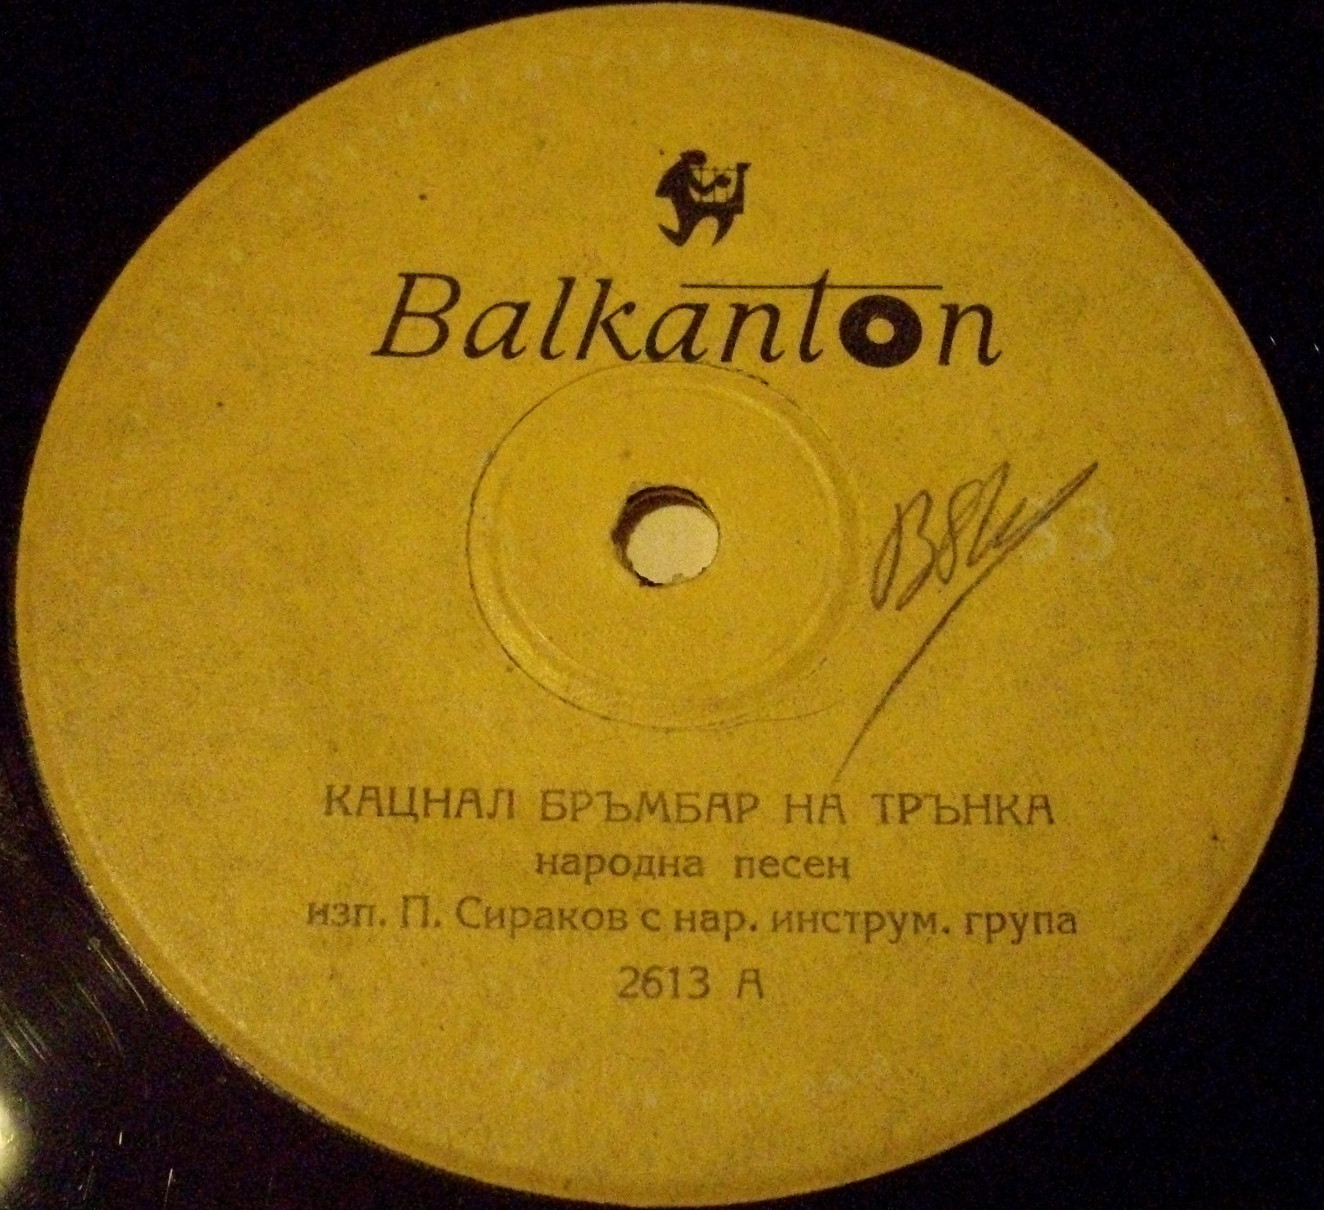 Balkanton
КАЦНАЛ БРЪМБАР НА ТРЪНКА
народна песен
изп. П. Сираков с нар. инструм. група
2613 А